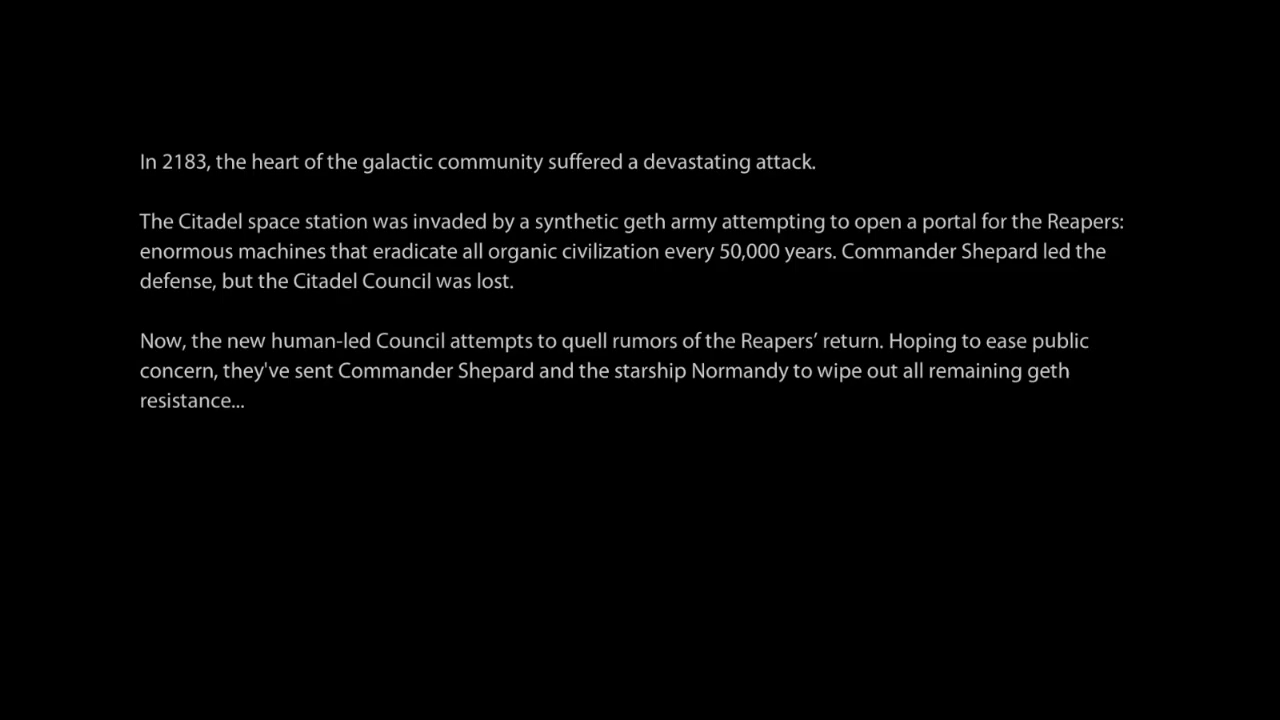 In 2183, the heart of the galactic community suffered a devastating attack.
The Citadel space station was invaded by a synthetic geth army attempting to open a portal for the Reapers:
enormous machines that eradicate all organic civilization every 50,000 years. Commander Shepard led the
defense, but the Citadel Council was lost.
Now, the new human-led Council attempts to quell rumors of the Reapers’ return. Hoping to ease public
concern, they've sent Commander Shepard and the starship Normandy to wipe out all remaining geth
resistance...